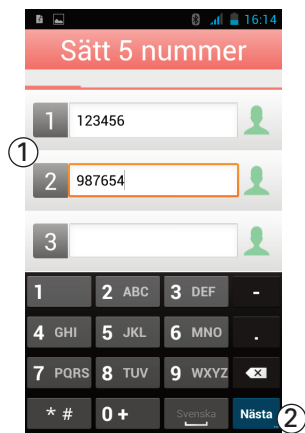 16:14
Sätt 5 nummer
1 123456
1
2 987654
3
1 2 ABC 3 DEF -
4 GHI 5 JKL 6 MNO .
7 PQRS 8 TUV 9 WXYZ
* # 0 + Svenska Nästa 2